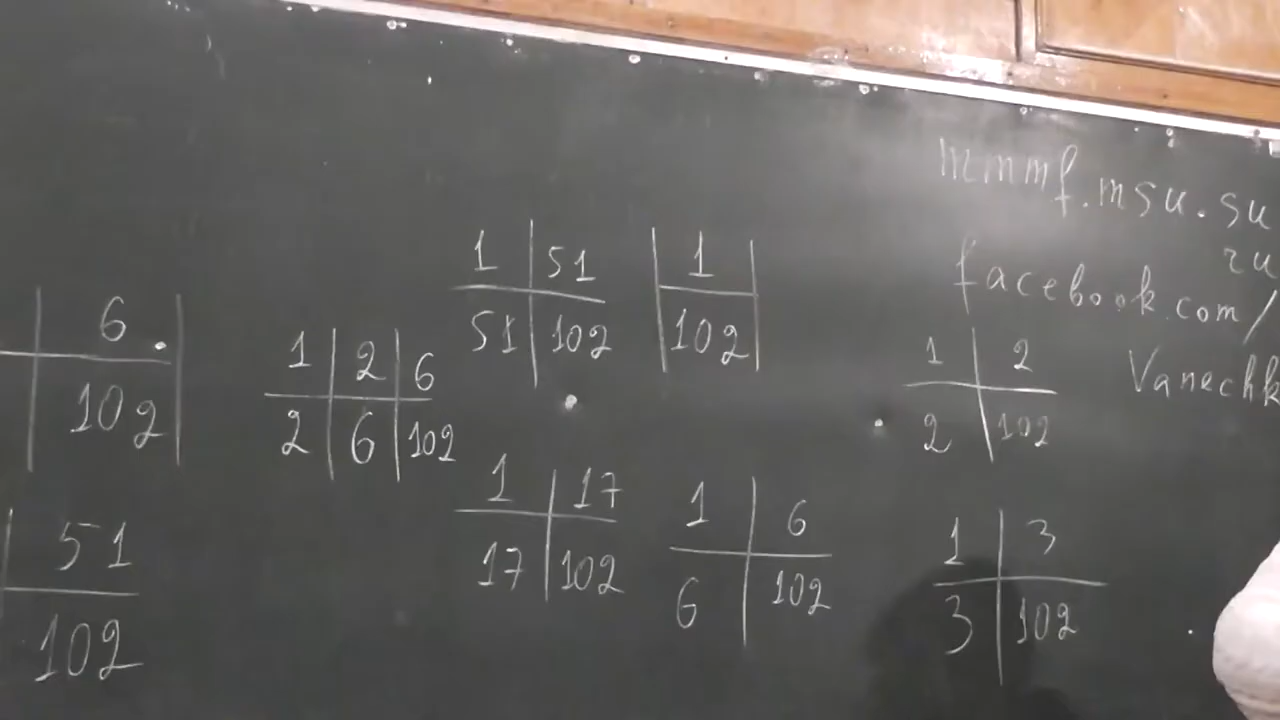 mmmf.msu.su
ru
facebook.com/
Vanechk
6
102
51
102
1 2 6
2 6 102
1 51
51 102
1
102
1 17
17 102
1 6
6 102
1 2
2 102
1 3
3 102